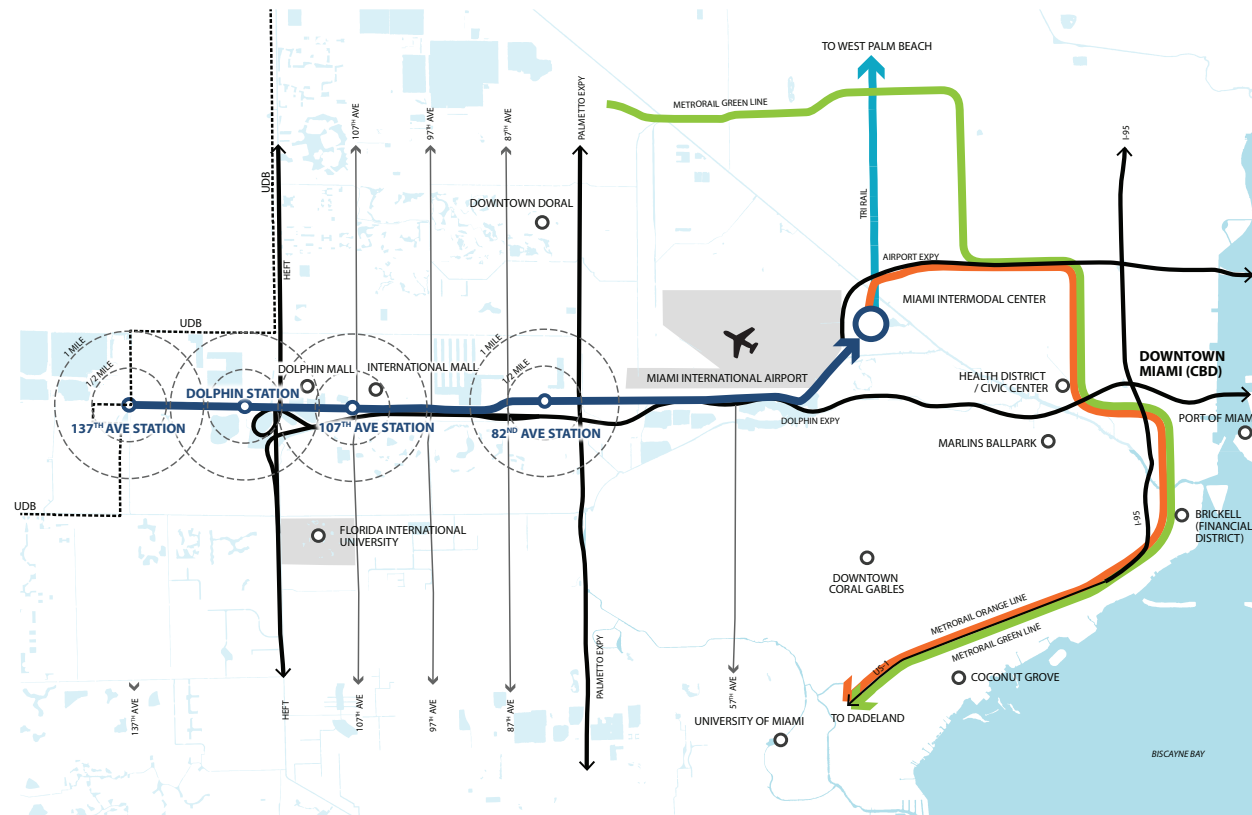 TO WEST PALM BEACH
METRORAIL GREEN LINE
107TH AVE
97TH AVE
87TH AVE
PALMETTO EXPY
I-95
UDB
TRI RAIL
DOWNTOWN DORAL
HEFT
AIRPORT EXPY
MIAMI INTERMODAL CENTER
UDB
1 MILE
1/2 MILE
DOLPHIN MALL
INTERNATIONAL MALL
1 MILE
1/2 MILE
MIAMI INTERNATIONAL AIRPORT
HEALTH DISTRICT
/ CIVIC CENTER
DOWNTOWN
MIAMI (CBD)
DOLPHIN STATION
137TH AVE STATION
107TH AVE STATION
82ND AVE STATION
DOLPHIN EXPY
PORT OF MIAM
MARLINS BALLPARK
UDB
FLORIDA INTERNATIONAL
UNIVERSITY
I-95
BRICKELL
(FINANCIAL
DISTRICT)
DOWNTOWN
CORAL GABLES
METRORAIL ORANGE LINE
METRORAIL GREEN LINE
US-1
COCONUT GROVE
137TH AVE
HEFT
107TH AVE
97TH AVE
87TH AVE
PALMETTO EXPY
57TH AVE
UNIVERSITY OF MIAMI
TO DADELAND
BISCAYNE BAY